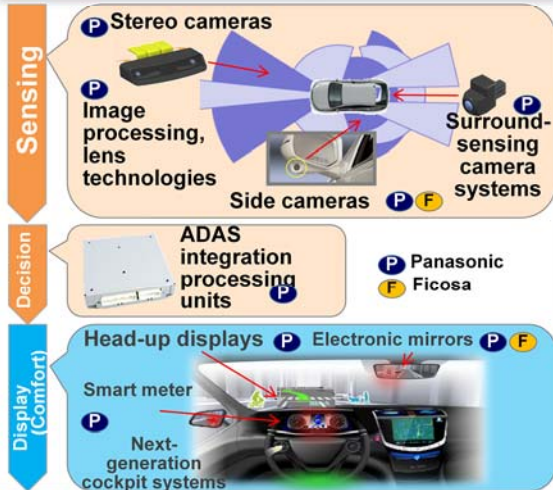 Sensing
P Stereo cameras
P
Image
processing,
lens
technologies
P
Surround-
sensing
camera
systems
Side cameras P F
Decision
ADAS
integration
processing
units P
P Panasonic
F Ficosa
Display
(Comfort)
Head-up displays P
Electronic mirrors P F
Smart meter
P
Next-
generation
cockpit systems